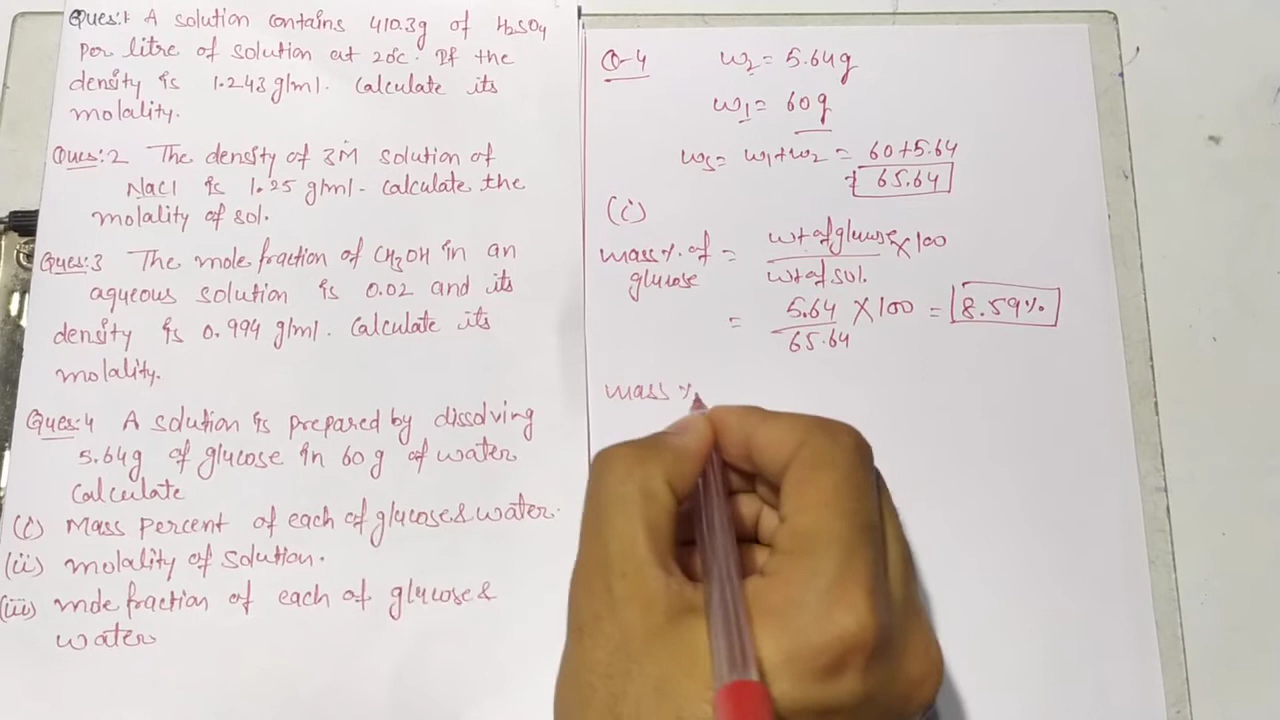 Ques:1 A solution contains 410.3g of H2SO4
Per litre of solution at 20°C. If the
density is 1.243 g/ml. Calculate its
molality.
Ques:2 The density of 3M solution of
NaCl is 1.25 g/ml - Calculate the
molality of sol.
Ques:3 The mole fraction of CH3OH in an
aqueous solution is 0.02 and its
density is 0.994 g/ml. Calculate its
molality.
Ques:4 A solution is prepared by dissolving
5.64g of glucose in 60 g of water
Calculate
(i) Mass percent of each of glucose & water.
(ii) molality of solution.
(iii) mole fraction of each of glucose &
water
Q-4 w2 = 5.64g
w1 = 60g
ws = w1+w2 = 60+5.64
= 65.64
(i)
mass %. of glucose = wt of glucose / wt of sol. × 100
= 5.64 / 65.64 × 100 = 8.59%
mass %